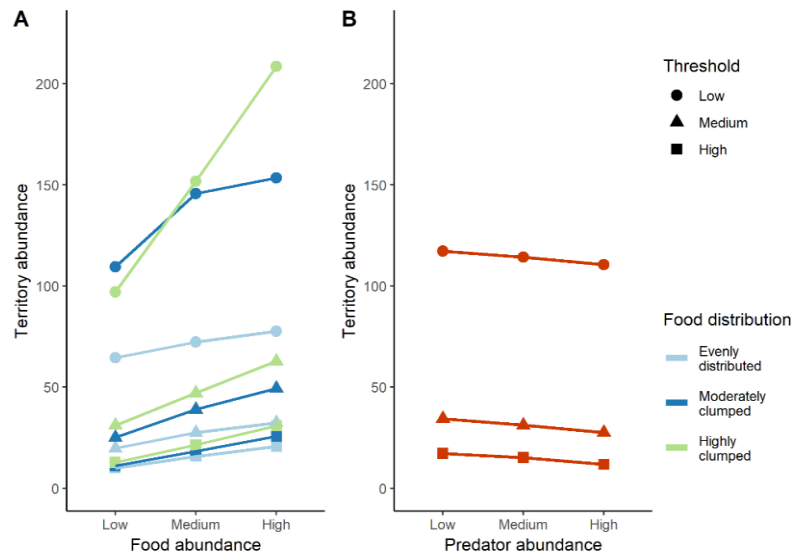 A
B
Territory abundance
200
150
100
50
0
Low Medium High
Food abundance
Territory abundance
200
150
100
50
0
Low Medium High
Predator abundance
Threshold
Low
Medium
High
Food distribution
Evenly
distributed
Moderately
clumped
Highly
clumped